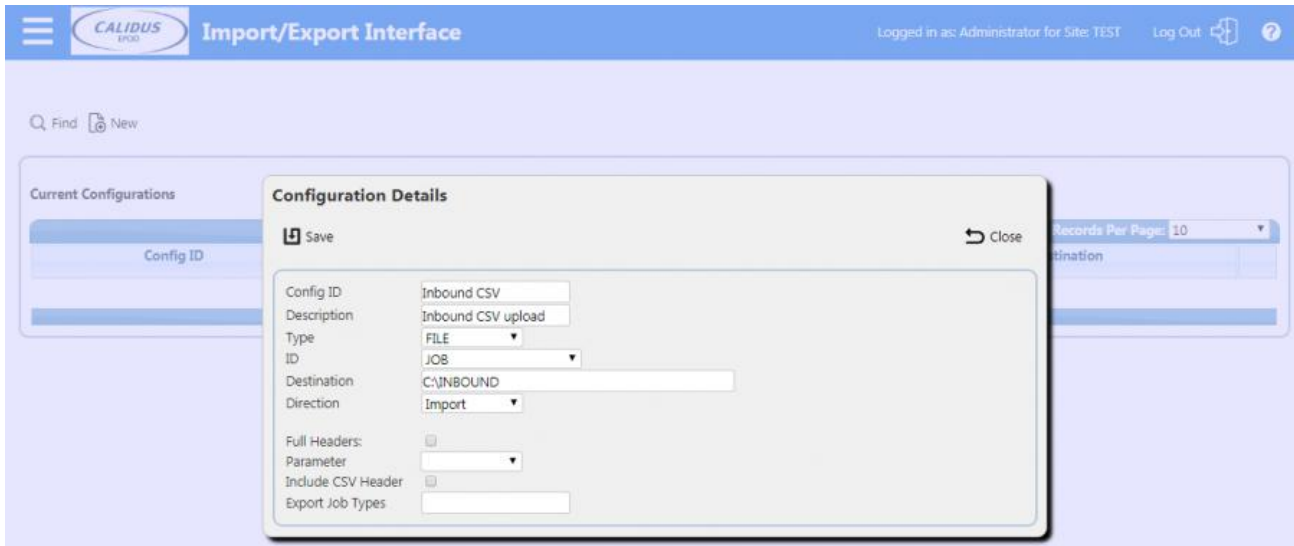 CALIDUS
EPOD
Import/Export Interface
Logged in as: Administrator for Site: TEST
Log Out
?
Find
New
Current Configurations
Records Per Page: 10
Config ID
tination
Configuration Details
Save
Close
Config ID Inbound CSV
Description Inbound CSV upload
Type FILE
ID JOB
Destination C:\INBOUND
Direction Import
Full Headers:
Parameter
Include CSV Header
Export Job Types